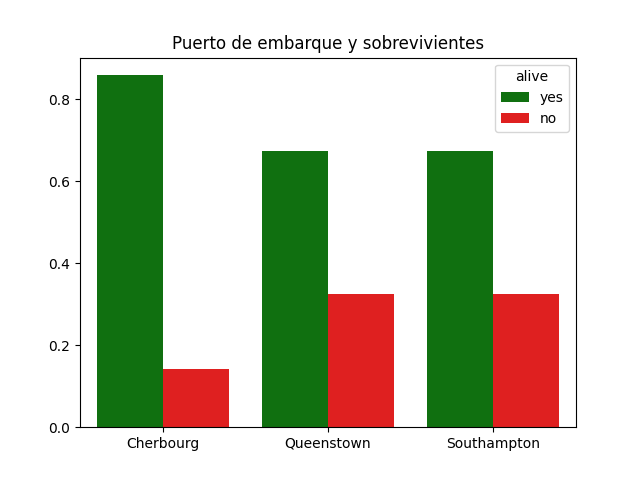 Puerto de embarque y sobrevivientes
alive
yes
no
0.8
0.6
0.4
0.2
0.0
Cherbourg
Queenstown
Southampton